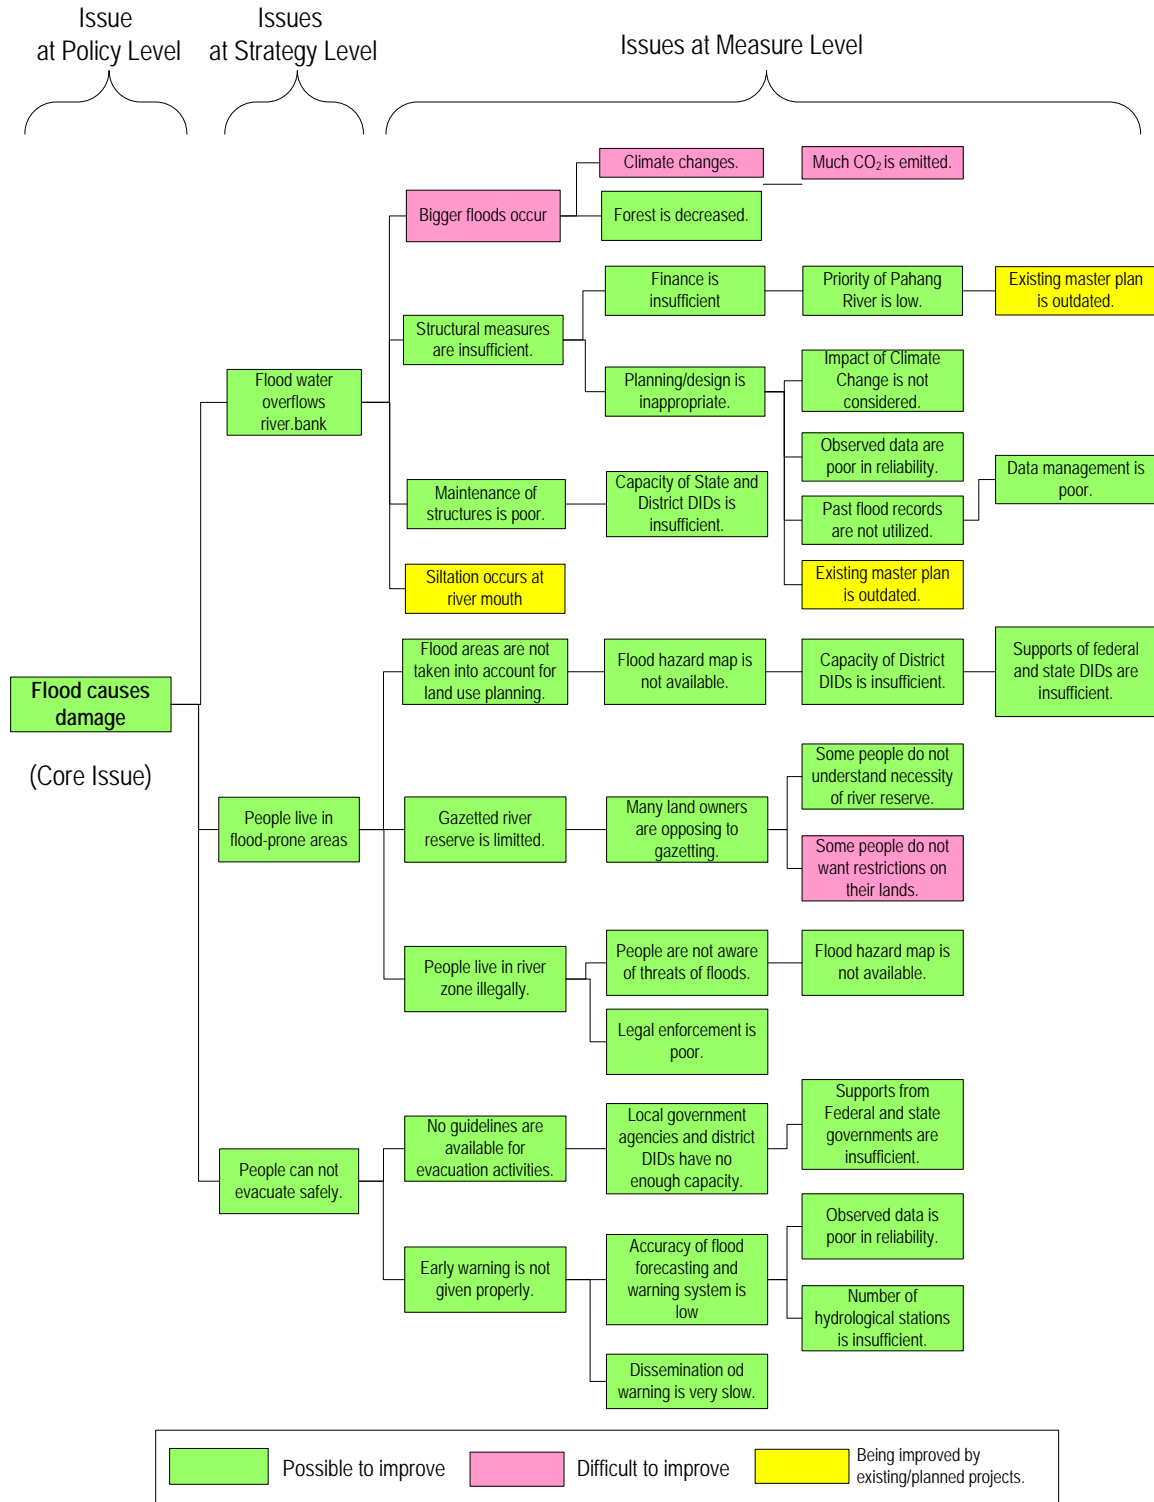 Issue
at Policy Level
Issues
at Strategy Level
Issues at Measure Level
Climate changes.
Much CO₂ is emitted.
Bigger floods occur
Forest is decreased.
Finance is
insufficient
Priority of Pahang
River is low.
Existing master plan
is outdated.
Structural measures
are insufficient.
Planning/design is
inappropriate.
Impact of Climate
Change is not
considered.
Flood water
overflows
river.bank
Observed data are
poor in reliability.
Data management is
poor.
Maintenance of
structures is poor.
Capacity of State and
District DIDs is
insufficient.
Past flood records
are not utilized.
Siltation occurs at
river mouth
Existing master plan
is outdated.
Flood areas are not
taken into account for
land use planning.
Flood hazard map is
not available.
Capacity of District
DIDs is insufficient.
Supports of federal
and state DIDs are
insufficient.
Flood causes
damage
(Core Issue)
Some people do not
understand necessity
of river reserve.
People live in
flood-prone areas
Gazetted river
reserve is limitted.
Many land owners
are opposing to
gazetting.
Some people do not
want restrictions on
their lands.
People live in river
zone illegally.
People are not aware
of threats of floods.
Flood hazard map is
not available.
Legal enforcement is
poor.
No guidelines are
available for
evacuation activities.
Local government
agencies and district
DIDs have no
enough capacity.
Supports from
Federal and state
governments are
insufficient.
People can not
evacuate safely.
Observed data is
poor in reliability.
Early warning is not
given properly.
Accuracy of flood
forecasting and
warning system is
low
Number of
hydrological stations
is insufficient.
Dissemination od
warning is very slow.
Possible to improve
Difficult to improve
Being improved by
existing/planned projects.